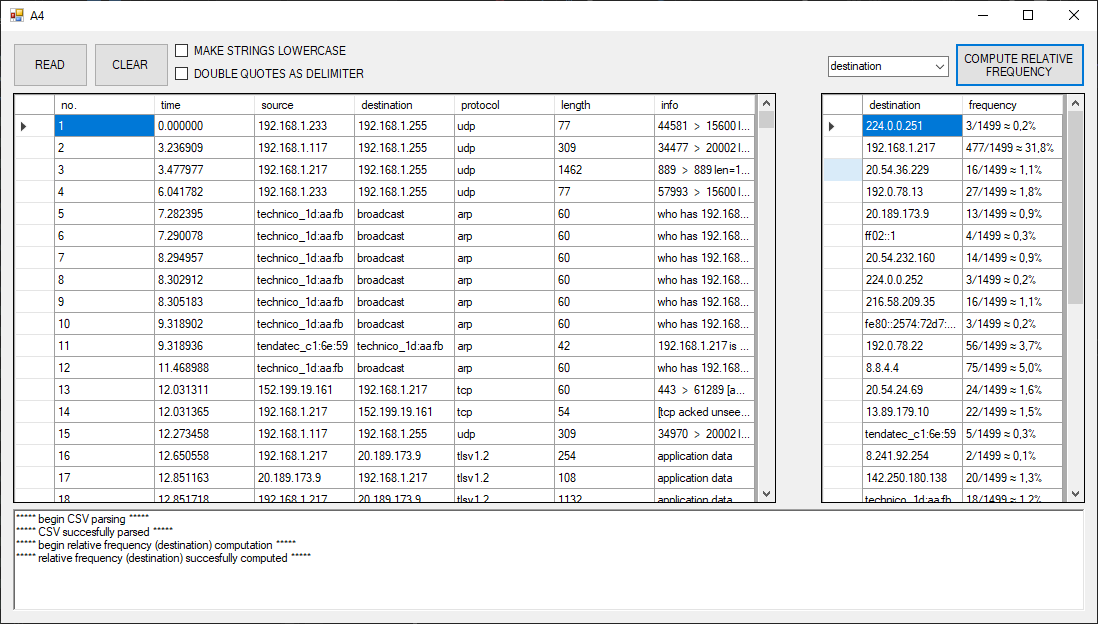 A4
READ
CLEAR
MAKE STRINGS LOWERCASE
DOUBLE QUOTES AS DELIMITER
destination
COMPUTE RELATIVE
FREQUENCY
no. time source destination protocol length info
1 0.000000 192.168.1.233 192.168.1.255 udp 77 44581 > 15600 l...
2 3.236909 192.168.1.117 192.168.1.255 udp 309 34477 > 20002 l...
3 3.477977 192.168.1.217 192.168.1.255 udp 1462 889 > 889 len=1...
4 6.041782 192.168.1.233 192.168.1.255 udp 77 57993 > 15600 l...
5 7.282395 technico_1d:aa:fb broadcast arp 60 who has 192.168...
6 7.290078 technico_1d:aa:fb broadcast arp 60 who has 192.168...
7 8.294957 technico_1d:aa:fb broadcast arp 60 who has 192.168...
8 8.302912 technico_1d:aa:fb broadcast arp 60 who has 192.168...
9 8.305183 technico_1d:aa:fb broadcast arp 60 who has 192.168...
10 9.318902 technico_1d:aa:fb broadcast arp 60 who has 192.168...
11 9.318936 tendatec_c1:6e:59 technico_1d:aa:fb arp 42 192.168.1.217 is ...
12 11.468988 technico_1d:aa:fb broadcast arp 60 who has 192.168...
13 12.031311 152.199.19.161 192.168.1.217 tcp 60 443 > 61289 [a...
14 12.031365 192.168.1.217 152.199.19.161 tcp 54 [tcp acked unsee...
15 12.273458 192.168.1.117 192.168.1.255 udp 309 34970 > 20002 l...
16 12.650558 192.168.1.217 20.189.173.9 tlsv1.2 254 application data
17 12.851163 20.189.173.9 192.168.1.217 tlsv1.2 108 application data
18 12.851718 192.168.1.217 20.189.173.9 tlsv1.2 1132 application data
destination frequency
224.0.0.251 3/1499 ≈ 0,2%
192.168.1.217 477/1499 ≈ 31,8%
20.54.36.229 16/1499 ≈ 1,1%
192.0.78.13 27/1499 ≈ 1,8%
20.189.173.9 13/1499 ≈ 0,9%
ff02::1 4/1499 ≈ 0,3%
20.54.232.160 14/1499 ≈ 0,9%
224.0.0.252 3/1499 ≈ 0,2%
216.58.209.35 16/1499 ≈ 1,1%
fe80::2574:72d7:... 3/1499 ≈ 0,2%
192.0.78.22 56/1499 ≈ 3,7%
8.8.4.4 75/1499 ≈ 5,0%
20.54.24.69 24/1499 ≈ 1,6%
13.89.179.10 22/1499 ≈ 1,5%
tendatec_c1:6e:59 5/1499 ≈ 0,3%
8.241.92.254 2/1499 ≈ 0,1%
142.250.180.138 20/1499 ≈ 1,3%
technico_1d:aa:fb 18/1499 ≈ 1,2%
***** begin CSV parsing *****
***** CSV succesfully parsed *****
***** begin relative frequency (destination) computation *****
***** relative frequency (destination) succesfully computed *****